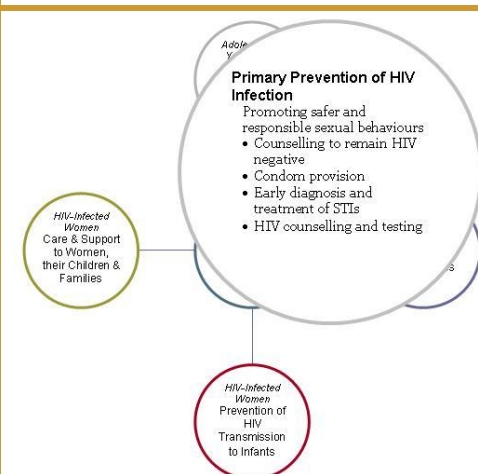 Primary Prevention of HIV
Infection
Promoting safer and
responsible sexual behaviours
• Counselling to remain HIV
negative
• Condom provision
• Early diagnosis and
treatment of STIs
• HIV counselling and testing
HIV-Infected
Women
Care & Support
to Women,
their Children &
Families
HIV-Infected
Women
Prevention of
HIV
Transmission
to Infants